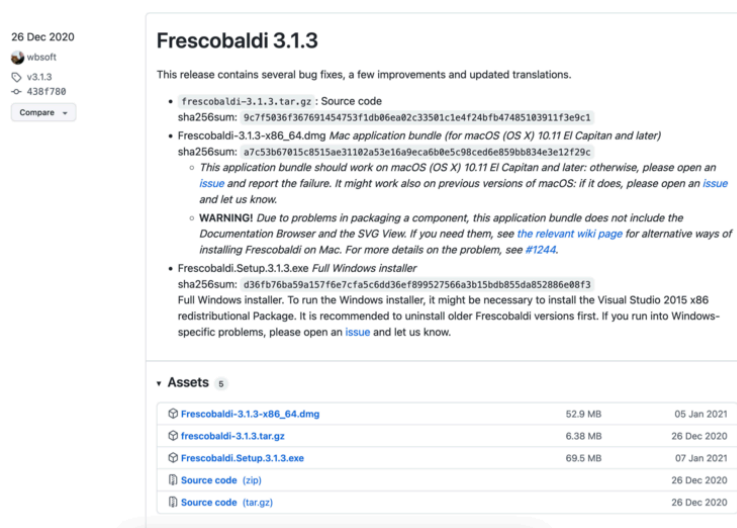 26 Dec 2020
wbsoft
v3.1.3
438f780
Compare
Frescobaldi 3.1.3
This release contains several bug fixes, a few improvements and updated translations.
frescobaldi-3.1.3.tar.gz : Source code
sha256sum: 9c7f5036f367691454753f1db06ea02c33501c1e4f24bfb47485103911f3e9c1
Frescobaldi-3.1.3-x86_64.dmg Mac application bundle (for macOS (OS X) 10.11 El Capitan and later)
sha256sum: a7c53b67015c8515ae31102a53e16a9eca6b0e5c98ced6e859bb834e3e12f29c
This application bundle should work on macOS (OS X) 10.11 El Capitan and later: otherwise, please open an
issue and report the failure. It might work also on previous versions of macOS: if it does, please open an issue
and let us know.
WARNING! Due to problems in packaging a component, this application bundle does not include the
Documentation Browser and the SVG View. If you need them, see the relevant wiki page for alternative ways of
installing Frescobaldi on Mac. For more details on the problem, see #1244.
Frescobaldi.Setup.3.1.3.exe Full Windows installer
sha256sum: d36fb76ba59a157f6e7cfa5c6dd36ef899527566a3b15bdb855da852886e08f3
Full Windows installer. To run the Windows installer, it might be necessary to install the Visual Studio 2015 x86
redistributional Package. It is recommended to uninstall older Frescobaldi versions first. If you run into Windows-
specific problems, please open an issue and let us know.
Assets 5
Frescobaldi-3.1.3-x86_64.dmg 52.9 MB 05 Jan 2021
frescobaldi-3.1.3.tar.gz 6.38 MB 26 Dec 2020
Frescobaldi.Setup.3.1.3.exe 69.5 MB 07 Jan 2021
Source code (zip) 26 Dec 2020
Source code (tar.gz) 26 Dec 2020